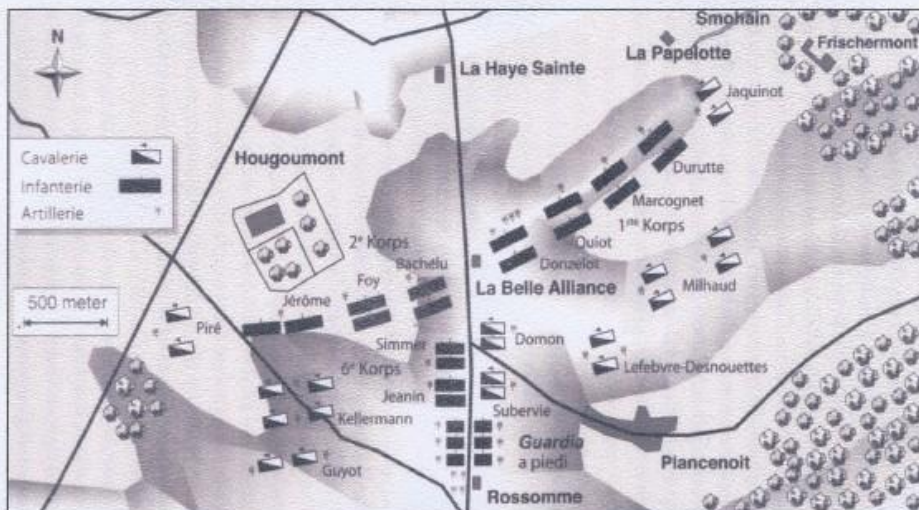 Smohain
N
La Papelotte
Frischermont
La Haye Sainte
Jaquinot
Cavalerie
Infanterie
Artillerie
Hougoumont
Durutte
Marcognet
1ste Korps
2e Korps
Quiot
Donzelot
Bachelu
Foy
La Belle Alliance
Milhaud
500 meter
Jérôme
Piré
Simmer
Domon
6e Korps
Lefebvre-Desnouettes
Jeanin
Kellermann
Subervie
Guardia
a piedi
Guyot
Plancenoit
Rossomme